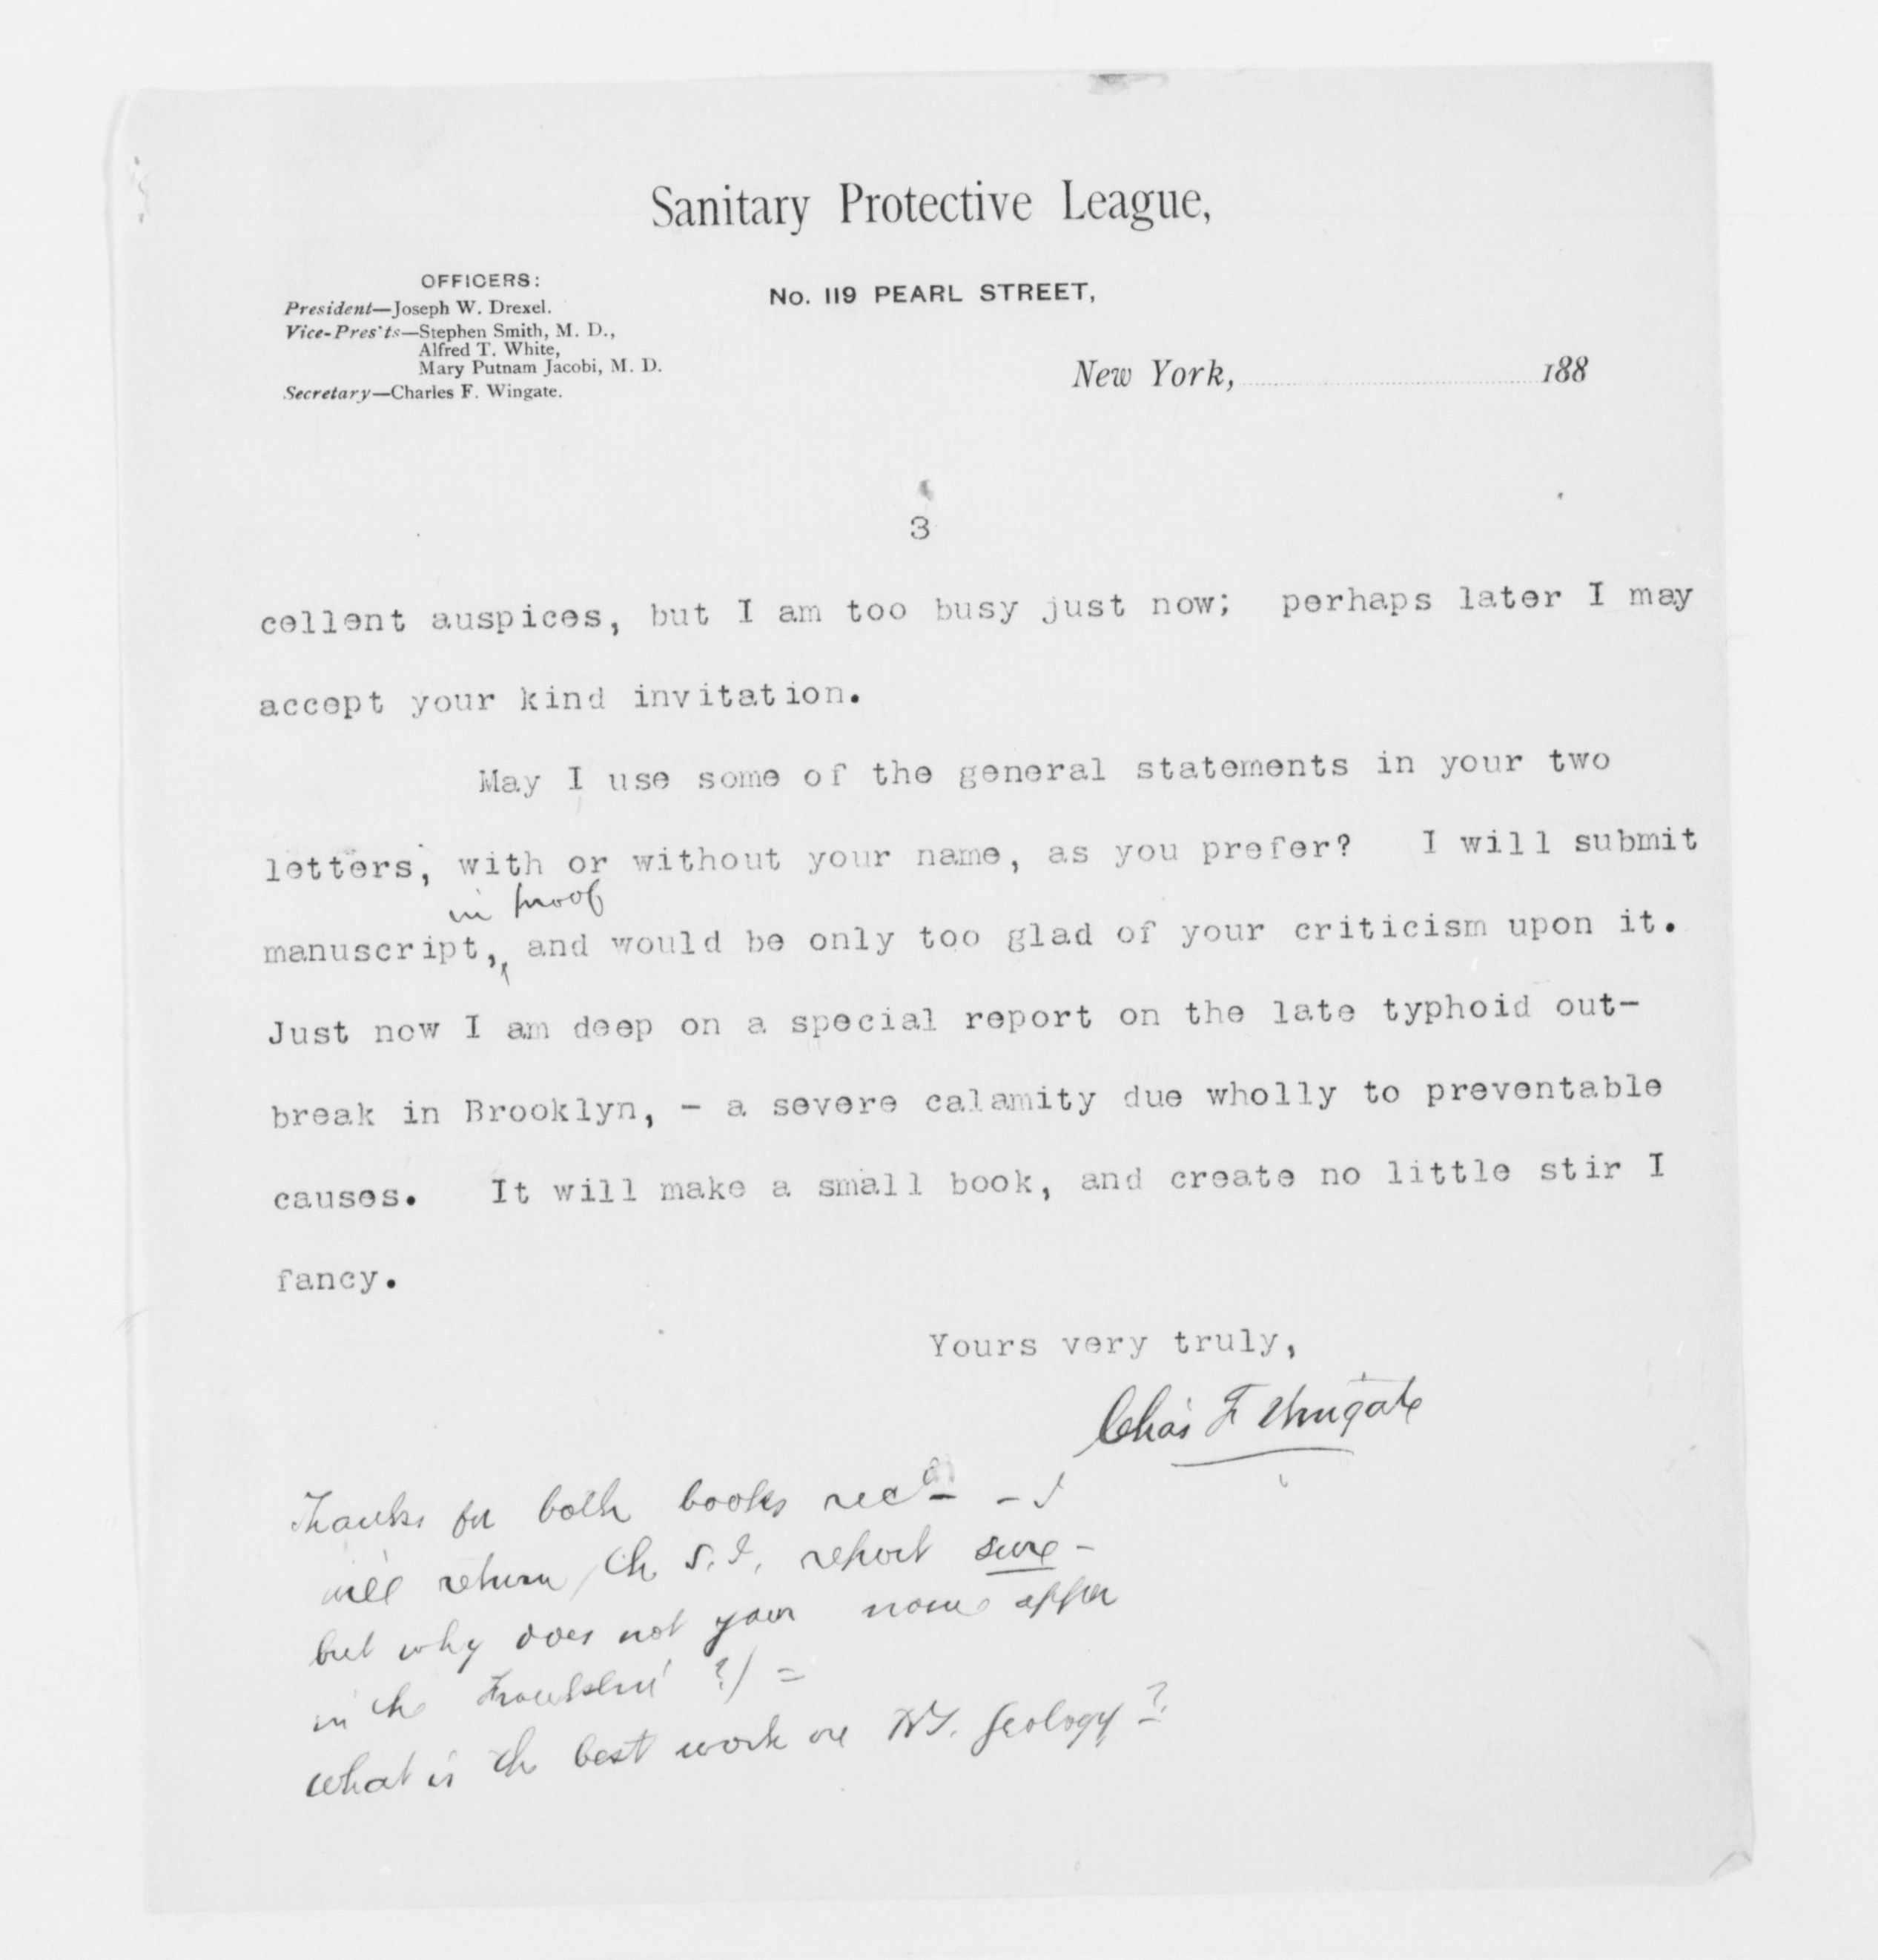 Sanitary Protective League,
OFFICERS:
President—Joseph W. Drexel.
Vice-Pres'ts—Stephen Smith, M. D.,
Alfred T. White,
Mary Putnam Jacobi, M. D.
Secretary—Charles F. Wingate.
No. 119 PEARL STREET,
New York, 188
3
cellent auspices, but I am too busy just now; perhaps later I may
accept your kind invitation.
May I use some of the general statements in your two
letters, with or without your name, as you prefer? I will submit
in proof
manuscript, and would be only too glad of your criticism upon it.
Just now I am deep on a special report on the late typhoid out-
break in Brooklyn, - a severe calamity due wholly to preventable
causes. It will make a small book, and create no little stir I
fancy.
Yours very truly,
Chas F Wingate
Thanks for both books recd - I
will return the S.I. report sure -
but why does not your name appear
in the Franklin ?) =
What is the best work on NY. Geology?